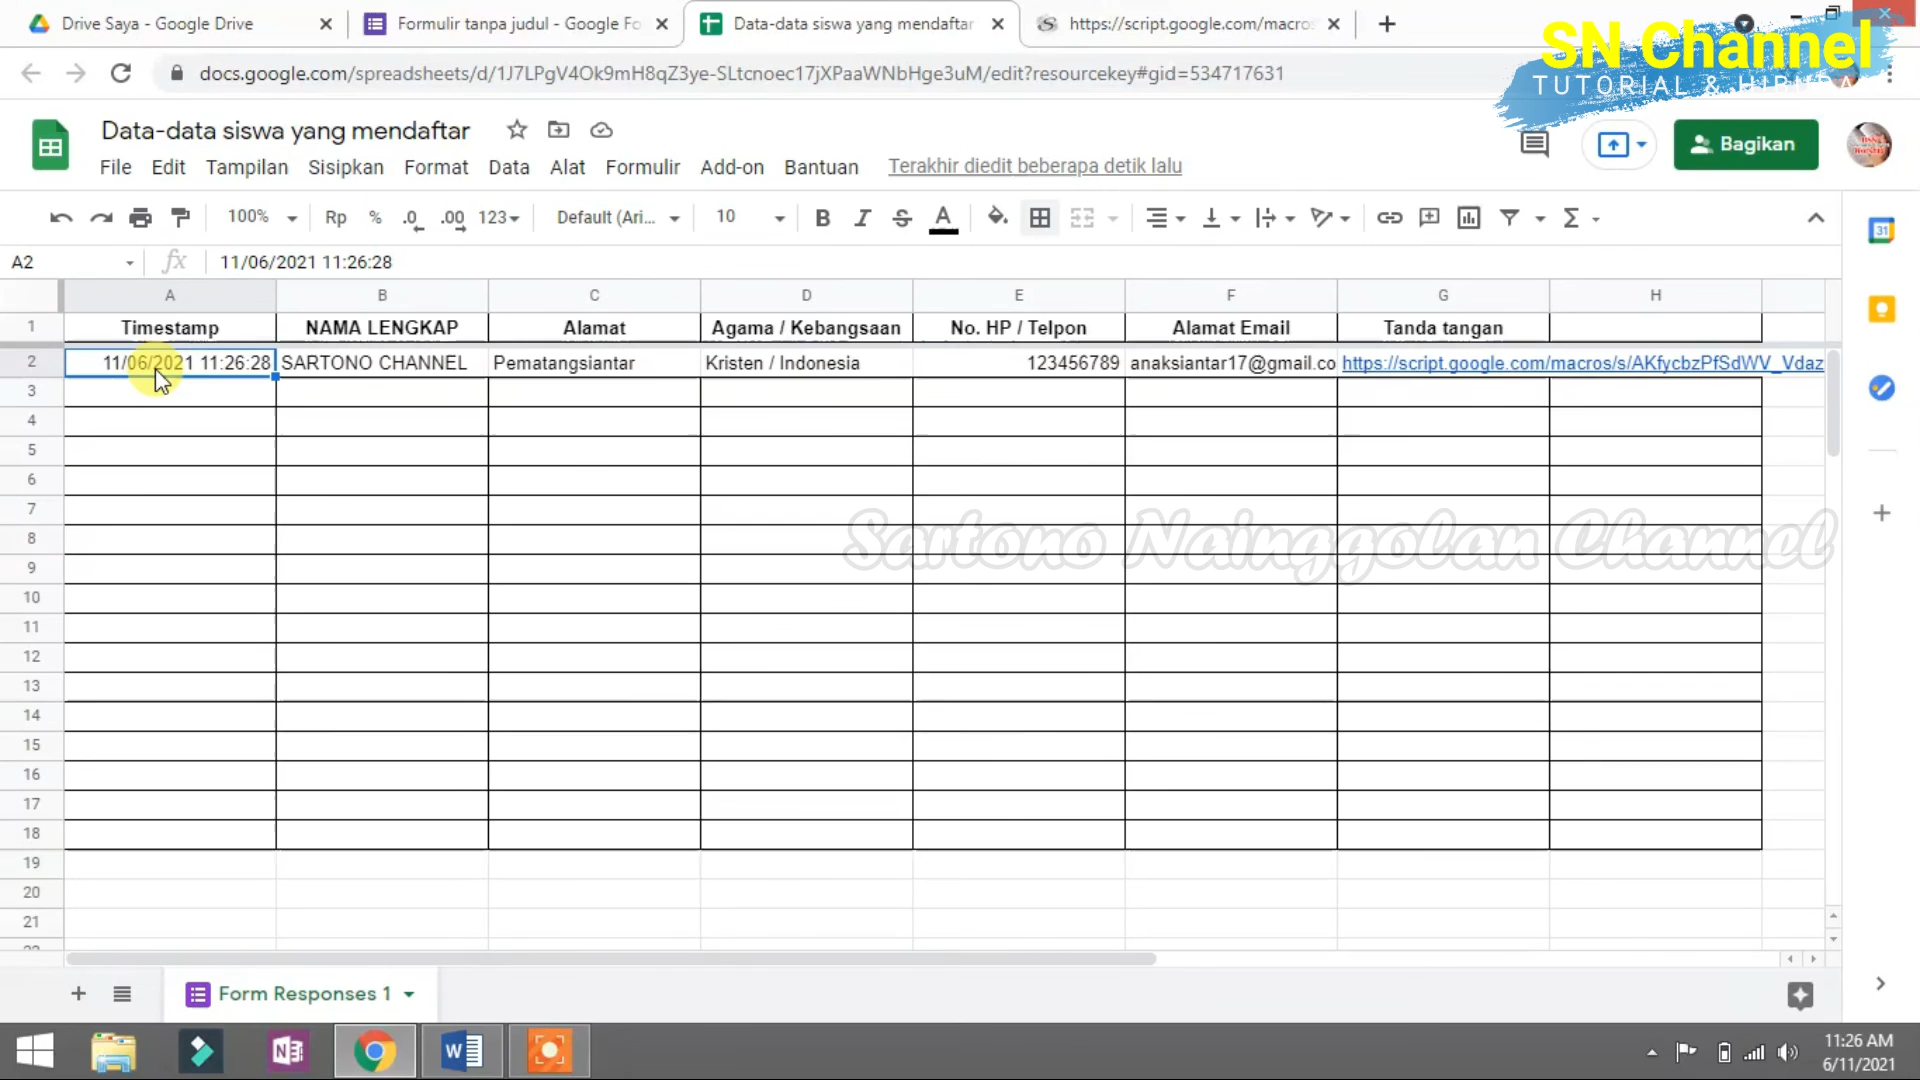 Drive Saya - Google Drive
Formulir tanpa judul - Google Fo
Data-data siswa yang mendaftar
https://script.google.com/macro
SN Channel
TUTORIAL & HIBURA
docs.google.com/spreadsheets/d/1J7LPgV4Ok9mH8qZ3ye-SLtcnoec17jXPaaWNbHge3uM/edit?resourcekey#gid=534717631
Data-data siswa yang mendaftar
File Edit Tampilan Sisipkan Format Data Alat Formulir Add-on Bantuan Terakhir diedit beberapa detik lalu
Bagikan
100% Rp % .0 .00 123 Default (Ari... 10 B I S A Σ
31
A2 fx 11/06/2021 11:26:28
A B C D E F G H
1 Timestamp NAMA LENGKAP Alamat Agama / Kebangsaan No. HP / Telpon Alamat Email Tanda tangan
2 11/06/2021 11:26:28 SARTONO CHANNEL Pematangsiantar Kristen / Indonesia 123456789 anaksiantar17@gmail.co https://script.google.com/macros/s/AKfycbzPfSdWV_Vdaz
3
4
5
6
7
8
Sartono Nainggolan Channel
9
10
11
12
13
14
15
16
17
18
19
20
21
22
Form Responses 1
N
W
11:26 AM
6/11/2021